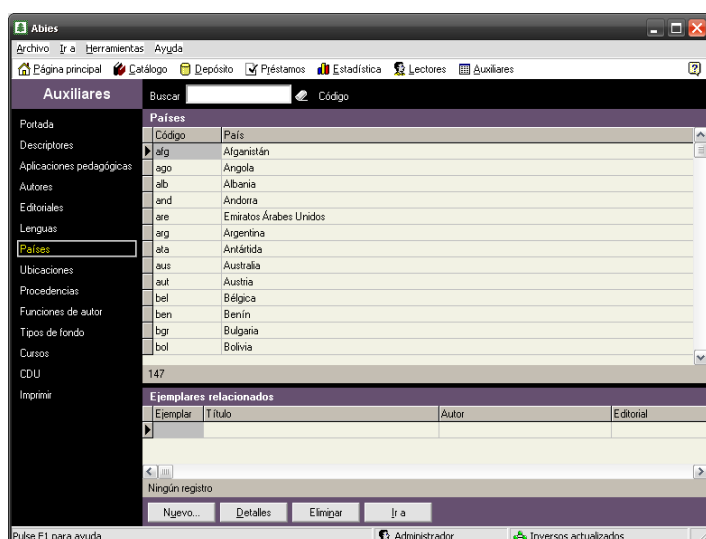 Abies
Archivo Ir a Herramientas Ayuda
Página principal Catálogo Depósito Préstamos Estadística Lectores Auxiliares
Auxiliares
Buscar Código
Portada
Descriptores
Aplicaciones pedagógicas
Autores
Editoriales
Lenguas
Países
Ubicaciones
Procedencias
Funciones de autor
Tipos de fondo
Cursos
CDU
Imprimir
Países
Código País
afg Afganistán
ago Angola
alb Albania
and Andorra
are Emiratos Árabes Unidos
arg Argentina
ata Antártida
aus Australia
aut Austria
bel Bélgica
ben Benín
bgr Bulgaria
bol Bolivia
147
Ejemplares relacionados
Ejemplar Título Autor Editorial
Ningún registro
Nuevo... Detalles Eliminar Ir a
Pulse F1 para ayuda Administrador Inversos actualizados